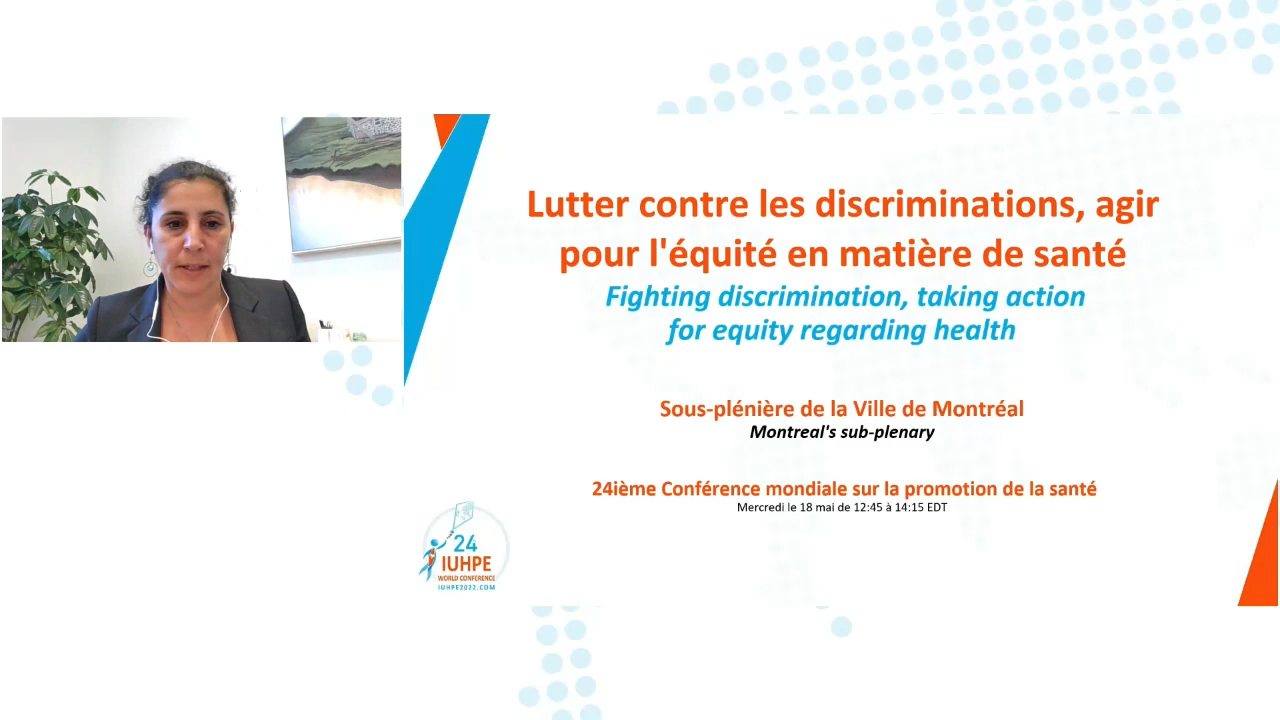 Lutter contre les discriminations, agir
pour l'équité en matière de santé
Fighting discrimination, taking action
for equity regarding health
Sous-plénière de la Ville de Montréal
Montreal's sub-plenary
24ième Conférence mondiale sur la promotion de la santé
Mercredi le 18 mai de 12:45 à 14:15 EDT
24
IUHPE
WORLD CONFERENCE
IUHPE2022.COM